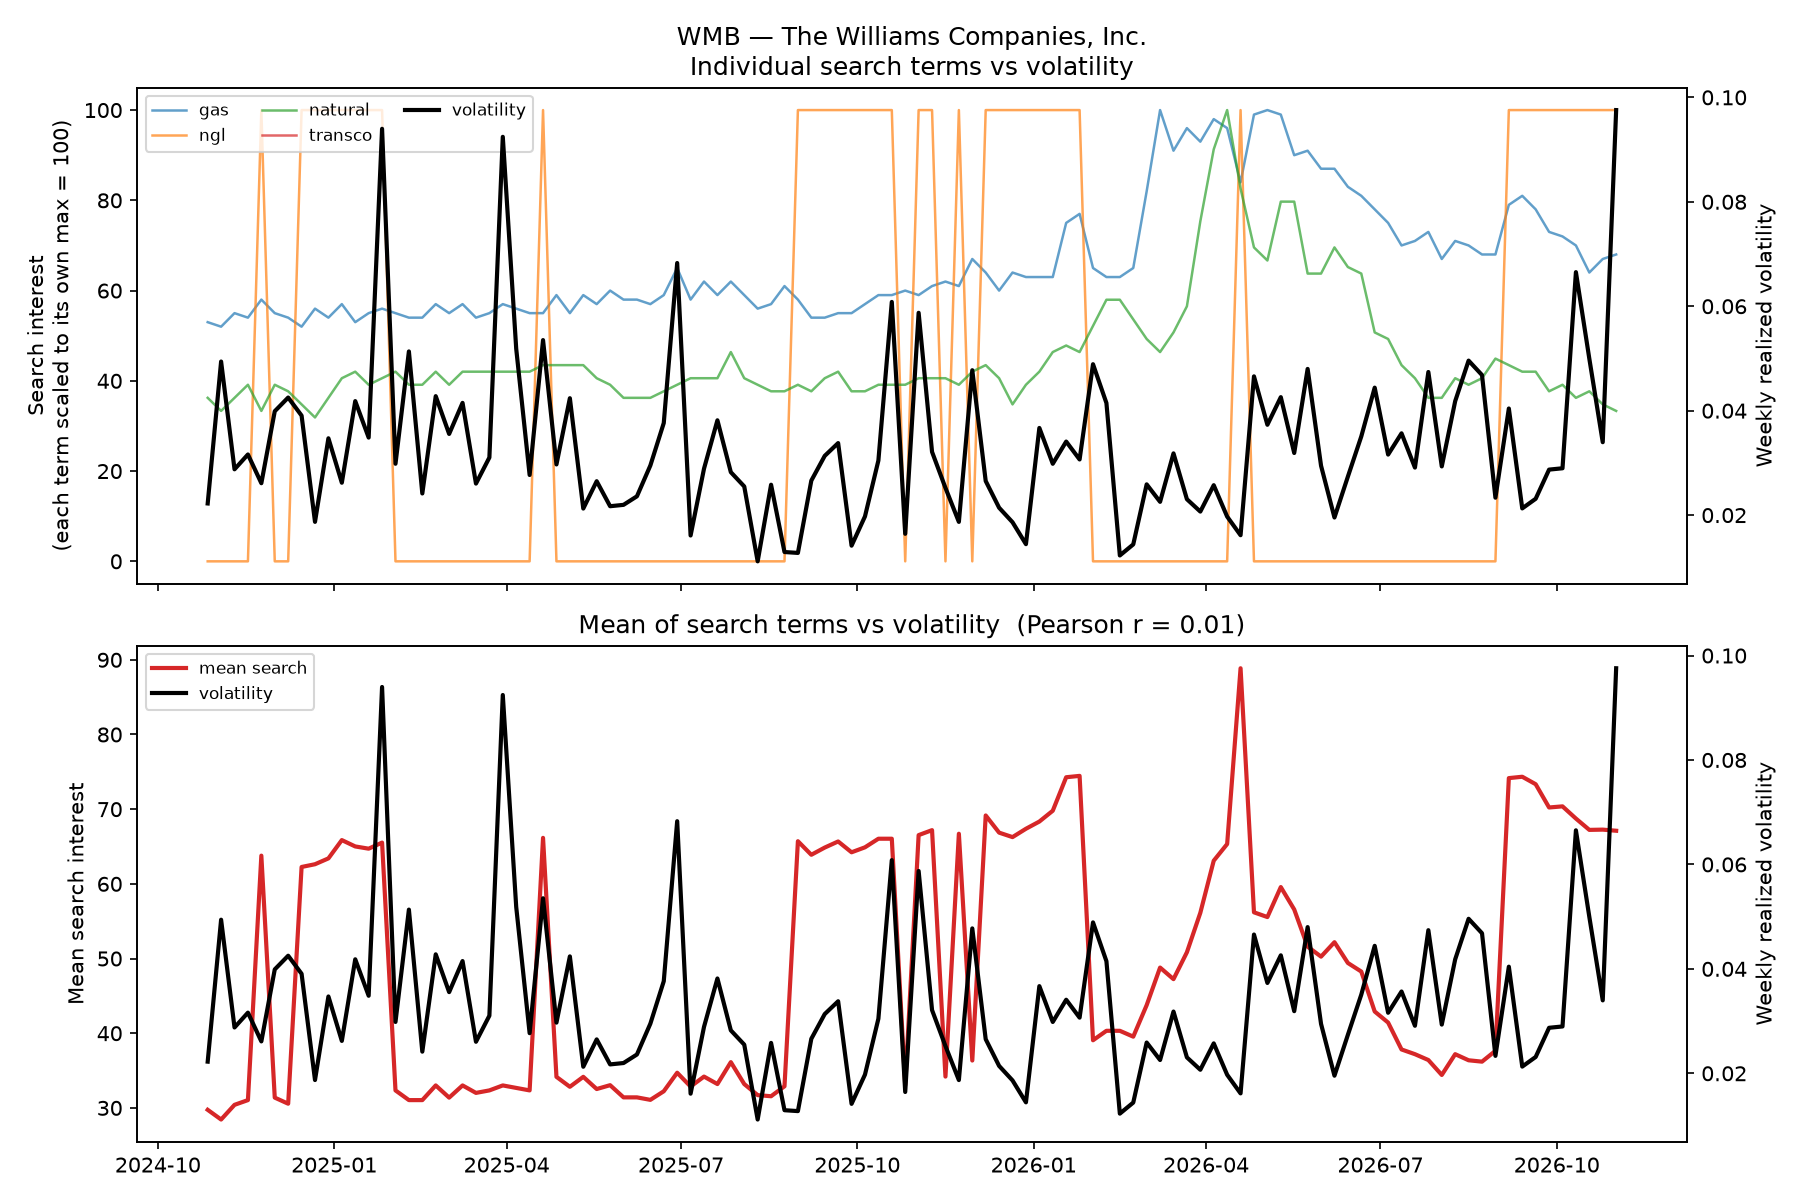 WMB — The Williams Companies, Inc.
Individual search terms vs volatility
gas
natural
volatility
ngl
transco
Search interest
(each term scaled to its own max = 100)
100
80
60
40
20
0
0.10
0.08
0.06
0.04
0.02
Weekly realized volatility
Mean of search terms vs volatility (Pearson r = 0.01)
mean search
volatility
Mean search interest
90
80
70
60
50
40
30
0.10
0.08
0.06
0.04
0.02
Weekly realized volatility
2024-10
2025-01
2025-04
2025-07
2025-10
2026-01
2026-04
2026-07
2026-10